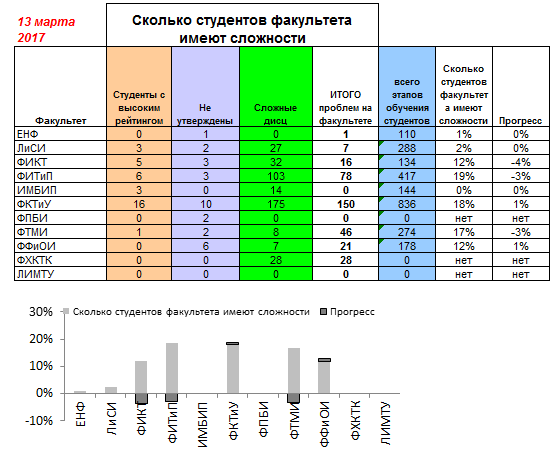 13 марта 2017
Сколько студентов факультета имеют сложности
Факультет Студенты с высоким рейтингом Не утверждены Сложные дисц ИТОГО проблем на факультете всего этапов обучения студентов Сколько студентов факультета имеют сложности Прогресс
ЕНФ 0 1 0 1 110 1% 0%
ЛиСИ 3 2 27 7 288 2% 0%
ФИКТ 5 3 32 16 134 12% -4%
ФИТиП 6 3 103 78 417 19% -3%
ИМБИП 3 0 14 0 144 0% 0%
ФКТиУ 16 10 175 150 836 18% 1%
ФПБИ 0 2 0 0 0 нет нет
ФТМИ 1 2 8 46 274 17% -3%
ФФиОИ 0 6 7 21 178 12% 1%
ФХКТК 0 0 28 28 0 нет нет
ЛИМТУ 0 0 0 0 0 нет нет
Сколько студентов факультета имеют сложности Прогресс
30%
20%
10%
0%
-10%
ЕНФ ЛиСИ ФИКТ ФИТиП ИМБИП ФКТиУ ФПБИ ФТМИ ФФиОИ ФХКТК ЛИМТУ